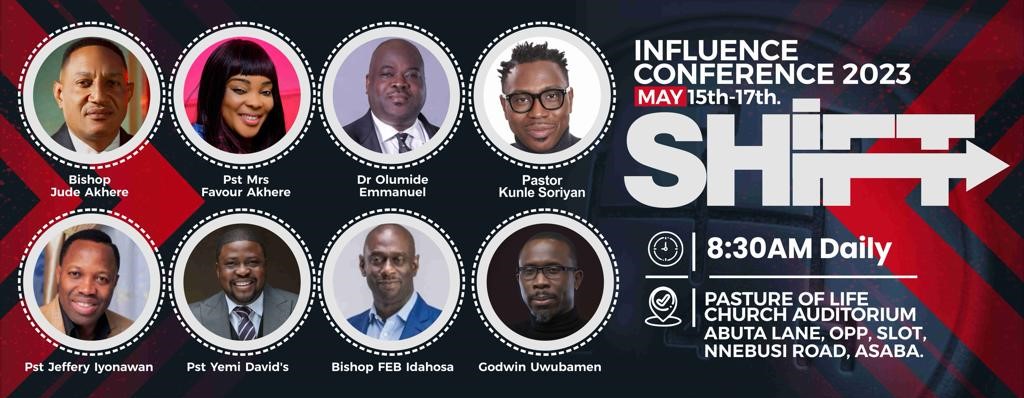 Bishop
Jude Akhere
Pst Mrs
Favour Akhere
Dr Olumide
Emmanuel
Pastor
Kunle Soriyan
Pst Jeffery Iyonawan
Pst Yemi David's
Bishop FEB Idahosa
Godwin Uwubamen
INFLUENCE
CONFERENCE 2023
MAY 15th-17th.
SHiFT
8:30AM Daily
PASTURE OF LIFE
CHURCH AUDITORIUM
ABUTA LANE, OPP, SLOT,
NNEBUSI ROAD, ASABA.